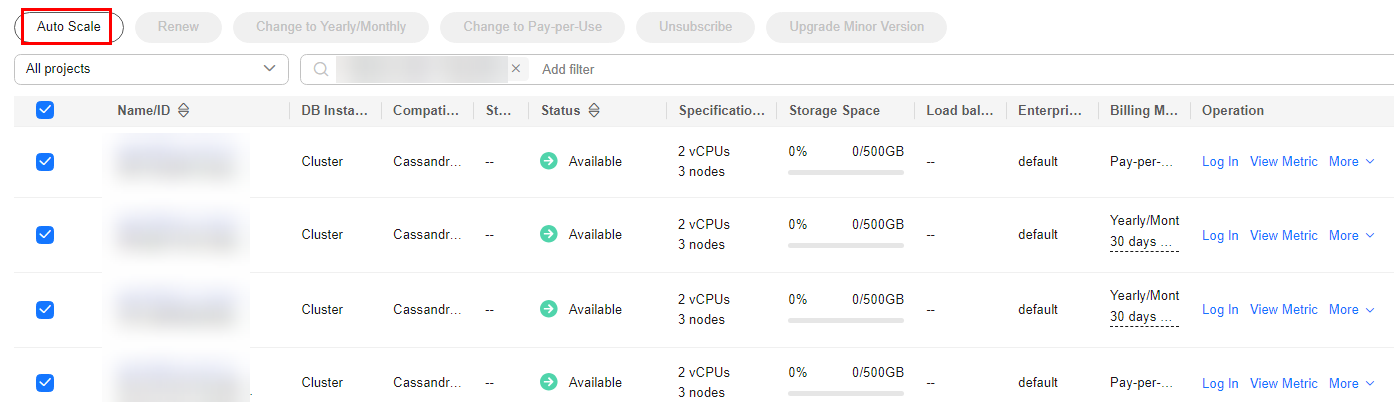 Auto Scale Renew Change to Yearly/Monthly Change to Pay-per-Use Unsubscribe Upgrade Minor Version
All projects × Add filter
Name/ID DB Insta... Compati... St... Status Specificatio... Storage Space Load bal... Enterpri... Billing M... Operation
Cluster Cassandr... -- Available 2 vCPUs 0% 0/500GB -- default Pay-per-... Log In View Metric More
3 nodes
Cluster Cassandr... -- Available 2 vCPUs 0% 0/500GB -- default Yearly/Mont Log In View Metric More
3 nodes 30 days ...
Cluster Cassandr... -- Available 2 vCPUs 0% 0/500GB -- default Yearly/Mont Log In View Metric More
3 nodes 30 days ...
Cluster Cassandr... -- Available 2 vCPUs 0% 0/500GB -- default Pay-per-... Log In View Metric More
3 nodes